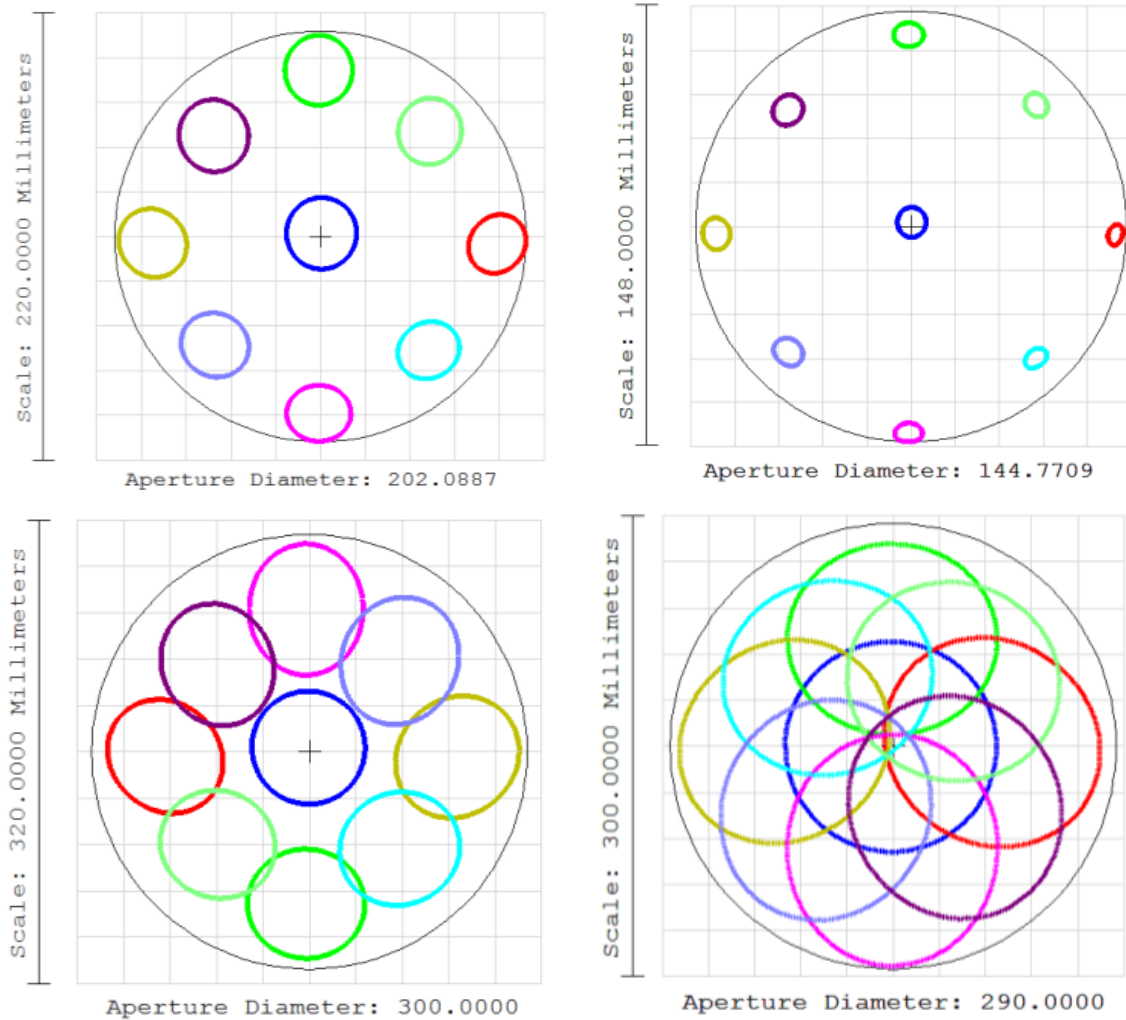 Scale: 220.0000 Millimeters
Aperture Diameter: 202.0887
Scale: 148.0000 Millimeters
Aperture Diameter: 144.7709
Scale: 320.0000 Millimeters
Aperture Diameter: 300.0000
Scale: 300.0000 Millimeters
Aperture Diameter: 290.0000